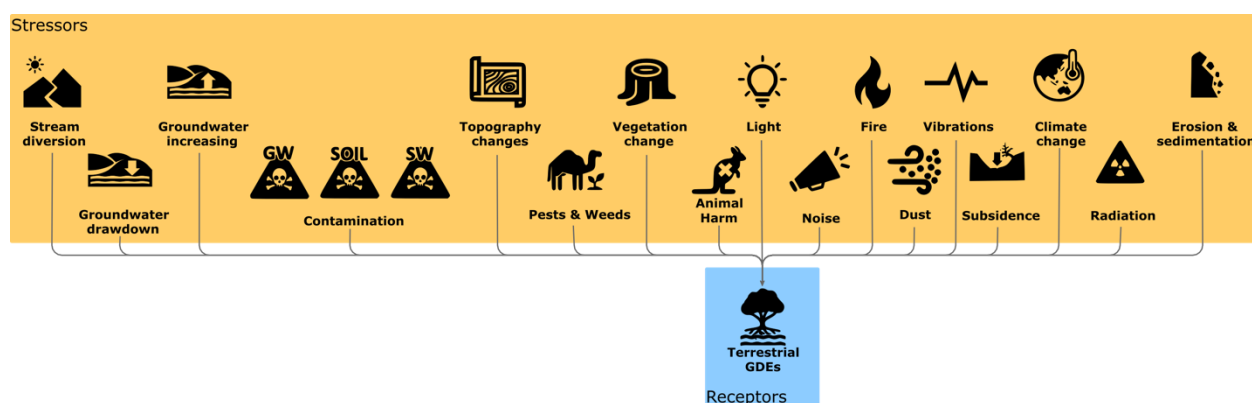 Stressors
Stream
diversion
Groundwater
increasing
Topography
changes
Vegetation
change
Light
Fire
Vibrations
Climate
change
Erosion &
sedimentation
GW
SOIL
SW
Groundwater
drawdown
Contamination
Pests & Weeds
Animal
Harm
Noise
Dust
Subsidence
Radiation
Terrestrial
GDEs
Receptors